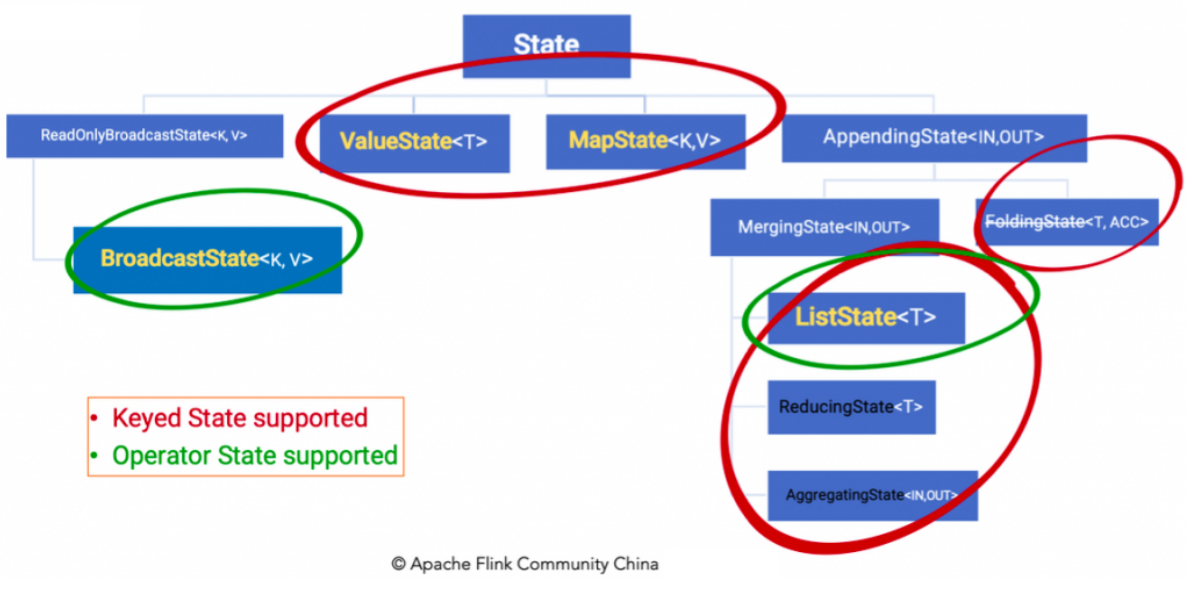 State
ReadOnlyBroadcastState<K, V>
ValueState<T>
MapState<K,V>
AppendingState<IN,OUT>
BroadcastState<K, V>
MergingState<IN,OUT>
FoldingState<T, ACC>
ListState<T>
ReducingState<T>
AggregatingState<IN,OUT>
• Keyed State supported
• Operator State supported
© Apache Flink Community China